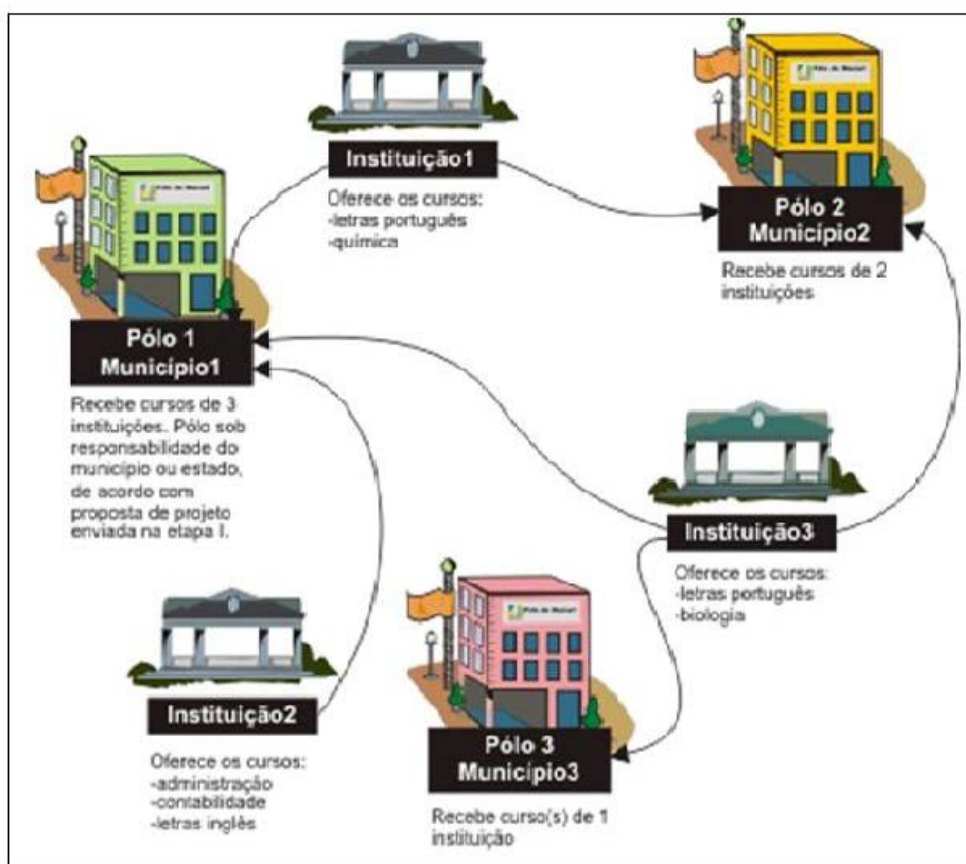 Instituição1
Oferece os cursos:
-letras português
-química
Pólo 2
Município2
Recebe cursos de 2
instituições
Pólo 1
Município1
Recebe cursos de 3
instituições. Pólo sob
responsabilidade do
município ou estado,
de acordo com
proposta de projeto
enviada na etapa I.
Instituição3
Oferece os cursos:
-letras português
-biologia
Instituição2
Oferece os cursos:
-administração
-contabilidade
-letras inglês
Pólo 3
Município3
Recebe curso(s) de 1
instituição